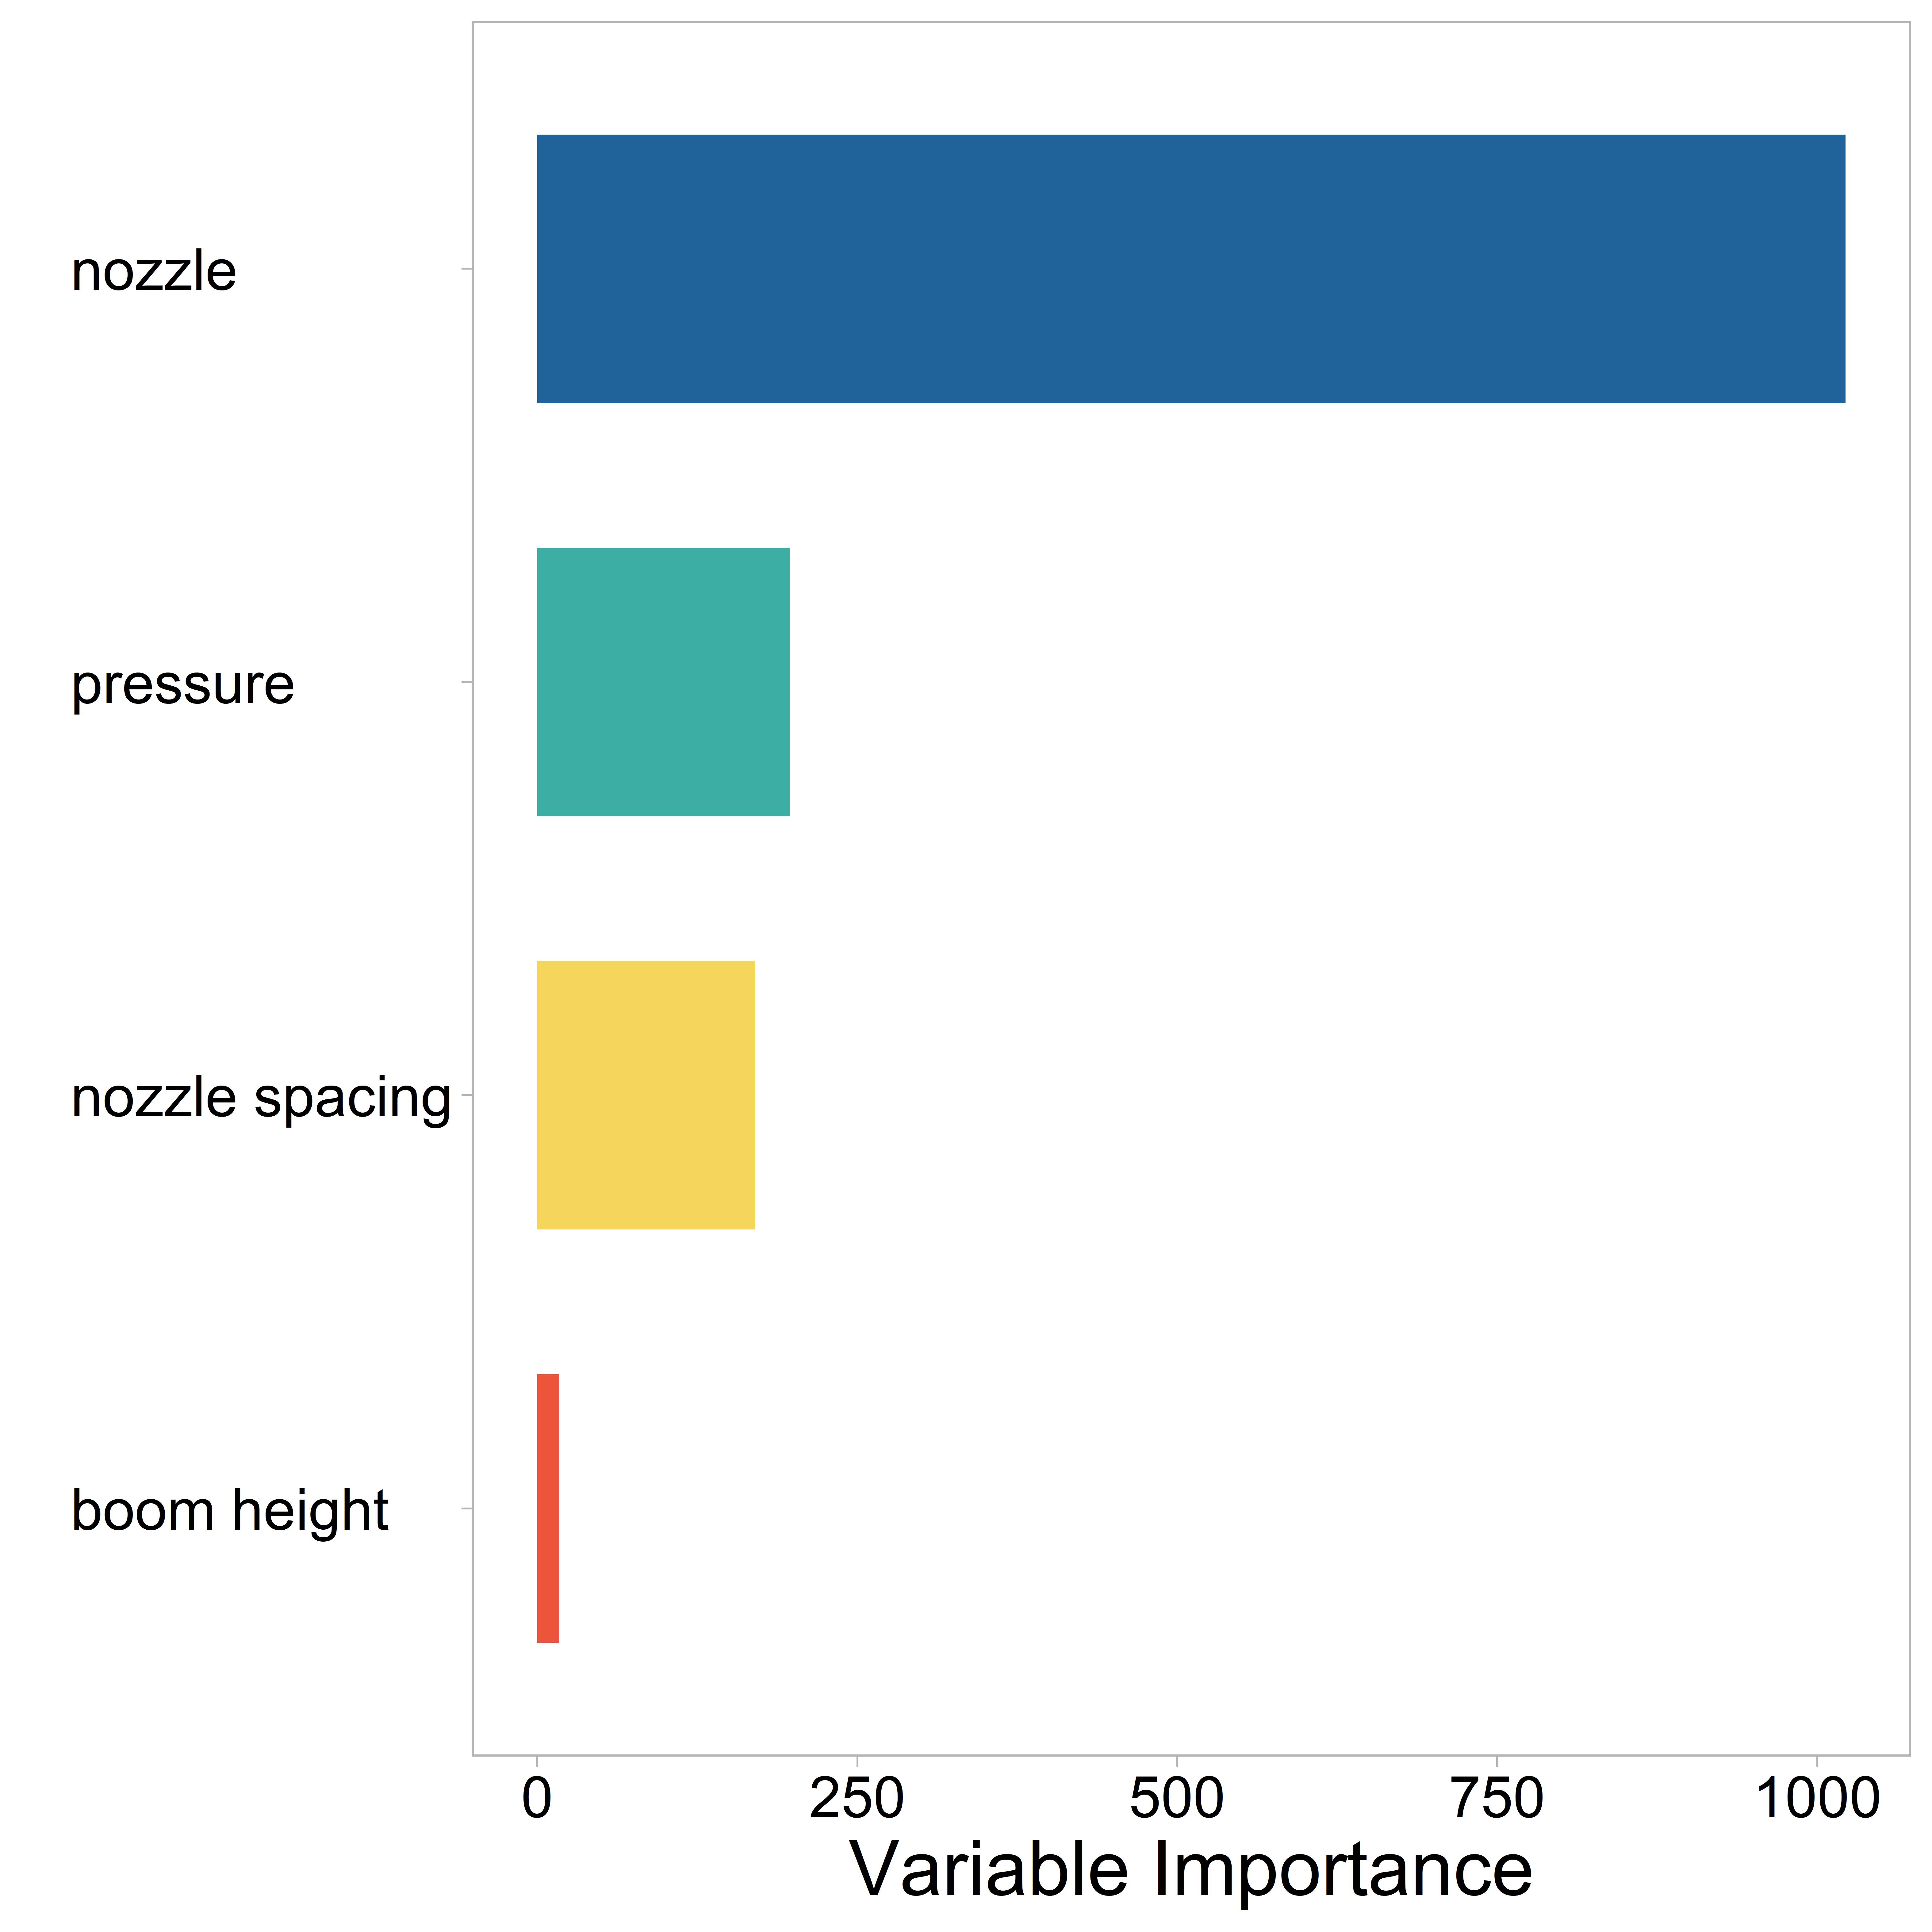 nozzle
pressure
nozzle spacing
boom height
0 250 500 750 1000
Variable Importance